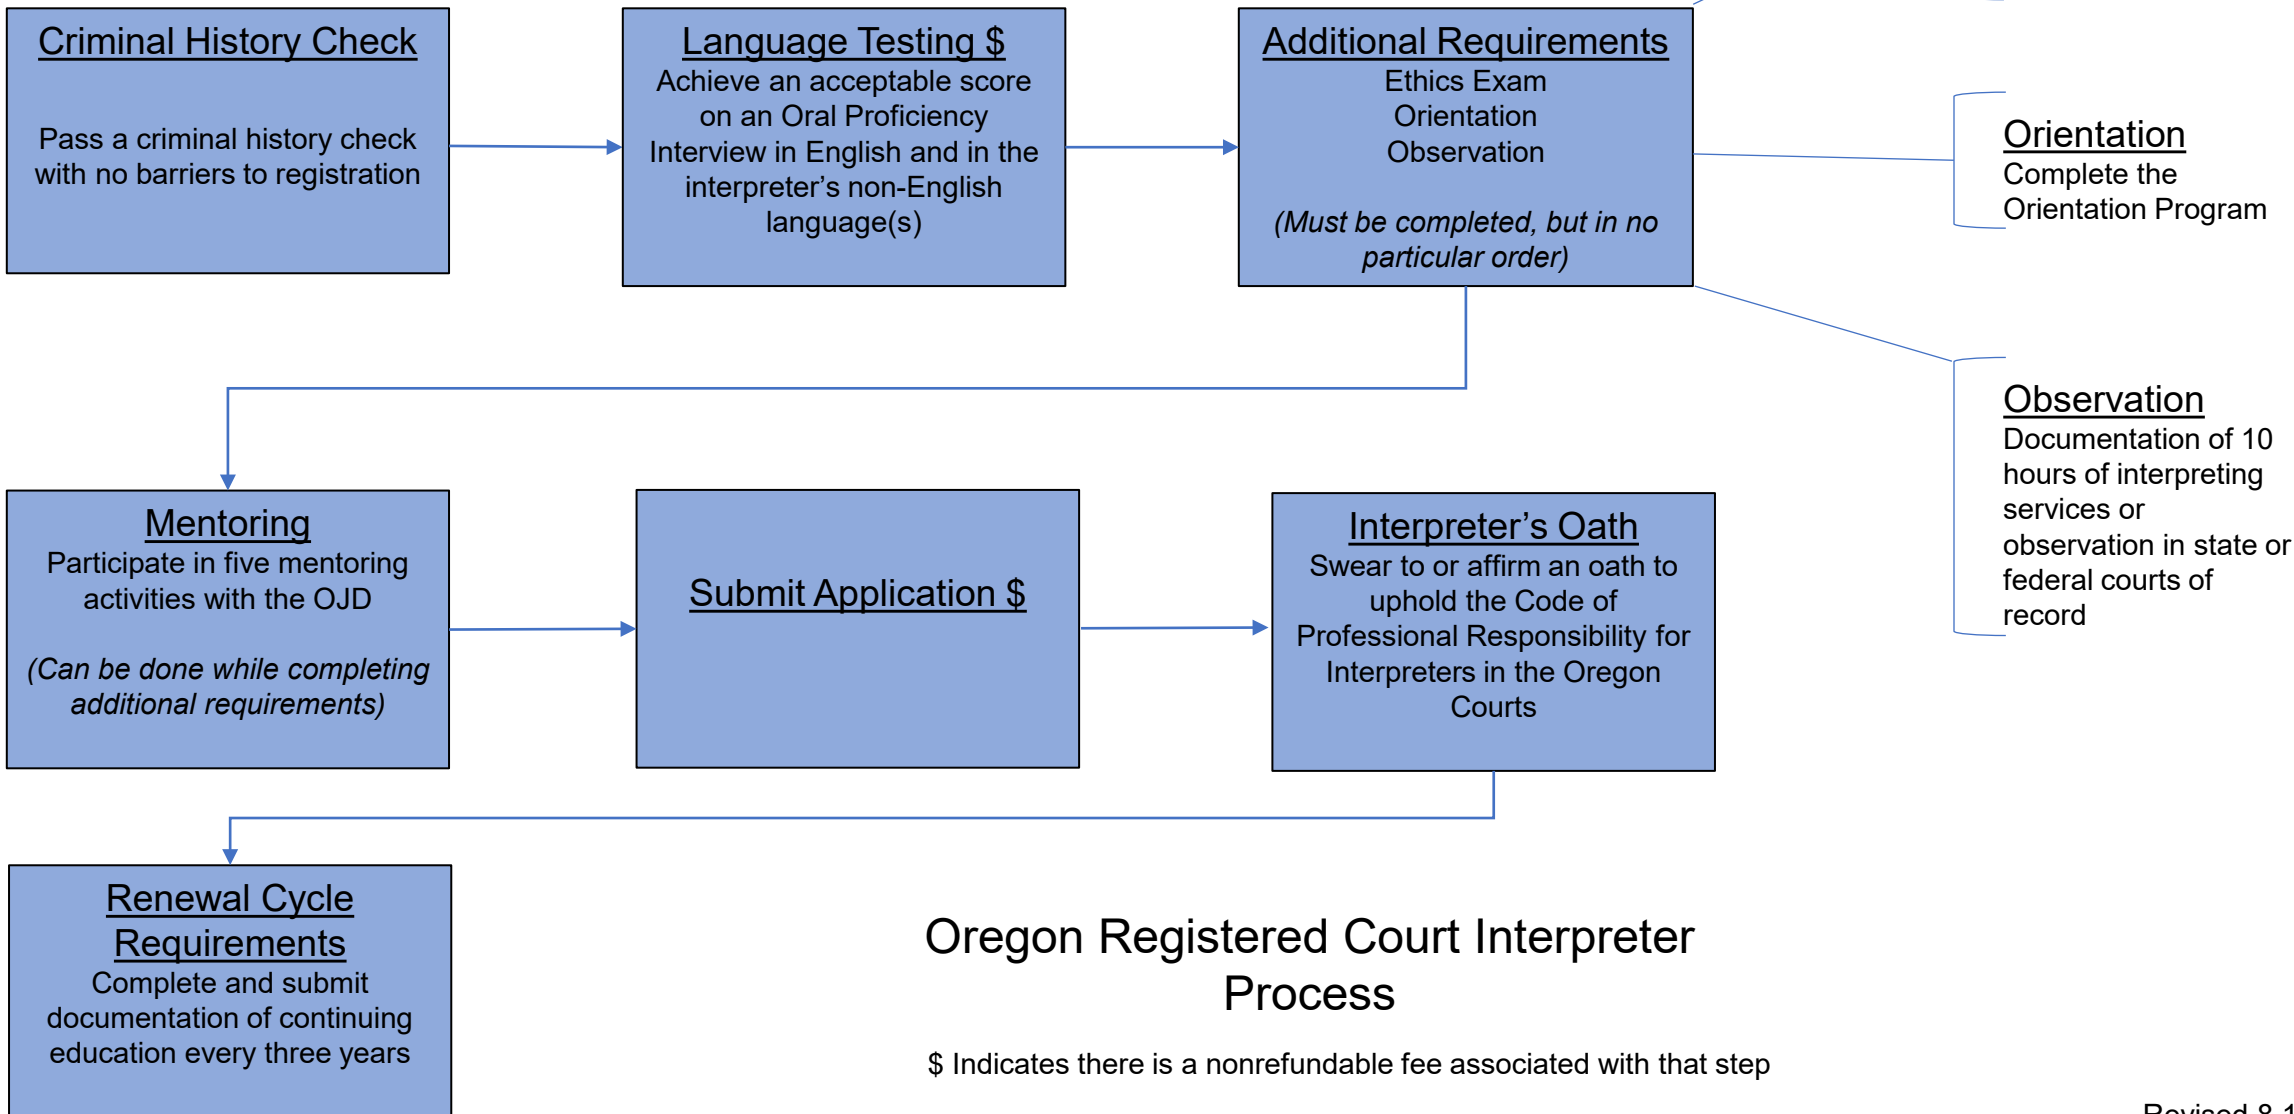 Criminal History Check
Pass a criminal history check
with no barriers to registration
Language Testing $
Achieve an acceptable score
on an Oral Proficiency
Interview in English and in the
interpreter’s non-English
language(s)
Additional Requirements
Ethics Exam
Orientation
Observation
(Must be completed, but in no
particular order)
Orientation
Complete the
Orientation Program
Observation
Documentation of 10
hours of interpreting
services or
observation in state or
federal courts of
record
Mentoring
Participate in five mentoring
activities with the OJD
(Can be done while completing
additional requirements)
Submit Application $
Interpreter’s Oath
Swear to or affirm an oath to
uphold the Code of
Professional Responsibility for
Interpreters in the Oregon
Courts
Renewal Cycle
Requirements
Complete and submit
documentation of continuing
education every three years
Oregon Registered Court Interpreter
Process
$ Indicates there is a nonrefundable fee associated with that step
Revised